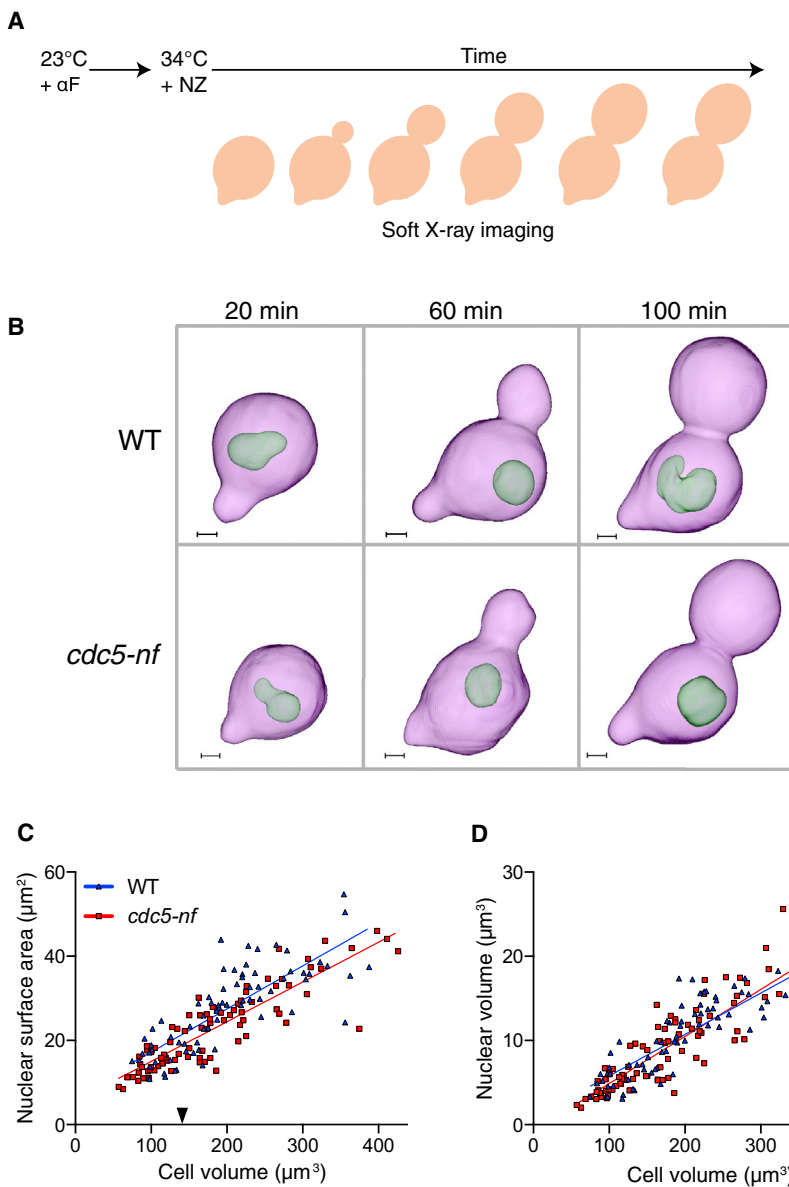 A
23°C
+ αF
34°C
+ NZ
Time
Soft X-ray imaging
B
20 min
60 min
100 min
WT
cdc5-nf
C
Nuclear surface area (μm²)
60
40
20
0
WT
cdc5-nf
0
100
200
300
400
Cell volume (μm³)
D
Nuclear volume (μm³)
30
20
10
0
0
100
200
300
Cell volume (μm³)